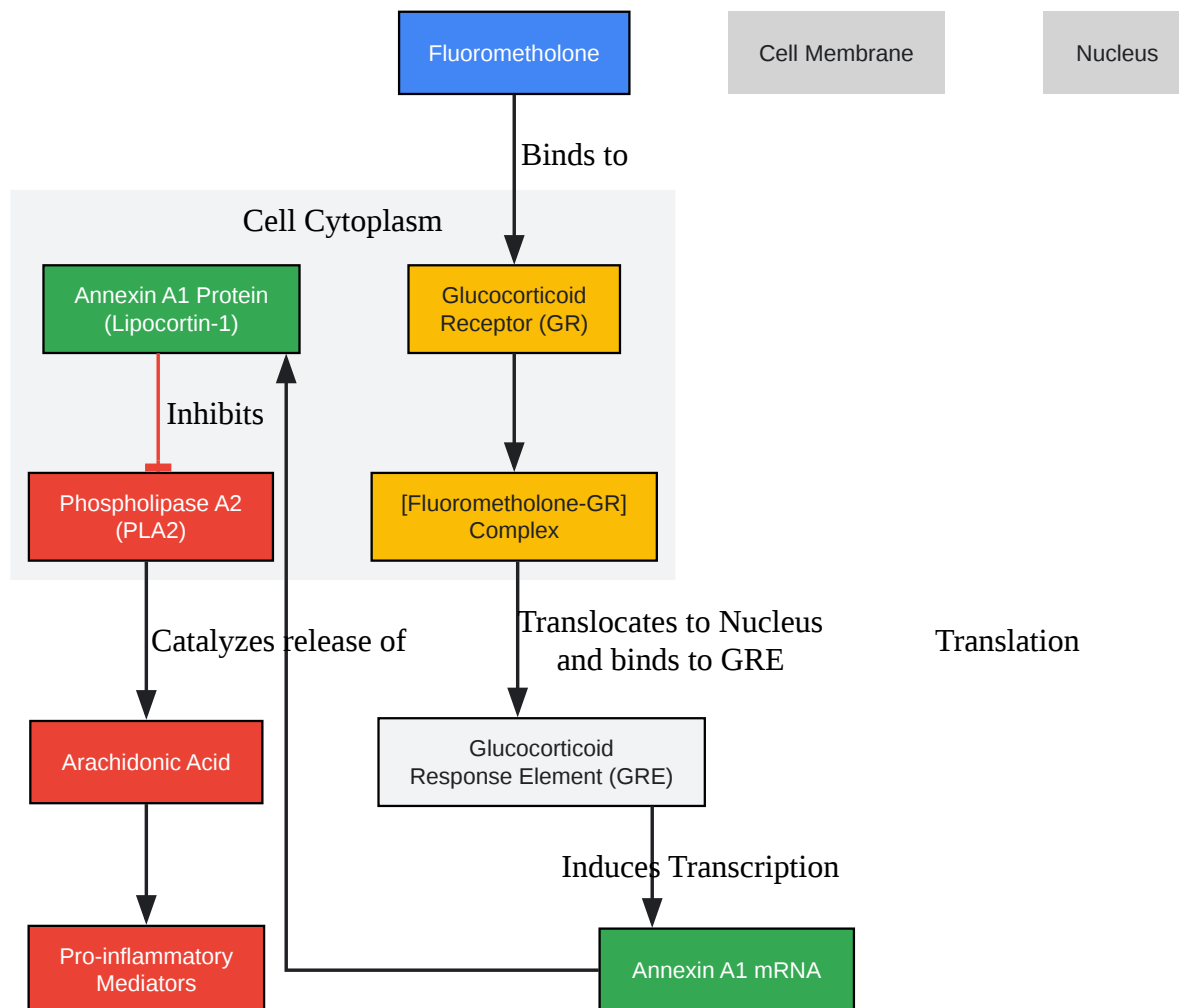 Fluorometholone
Cell Membrane
Nucleus
Binds to
Cell Cytoplasm
Annexin A1 Protein
(Lipocortin-1)
Glucocorticoid
Receptor (GR)
Inhibits
Phospholipase A2
(PLA2)
[Fluorometholone-GR]
Complex
Catalyzes release of
Translocates to Nucleus
and binds to GRE
Translation
Arachidonic Acid
Glucocorticoid
Response Element (GRE)
Induces Transcription
Pro-inflammatory
Mediators
Annexin A1 mRNA